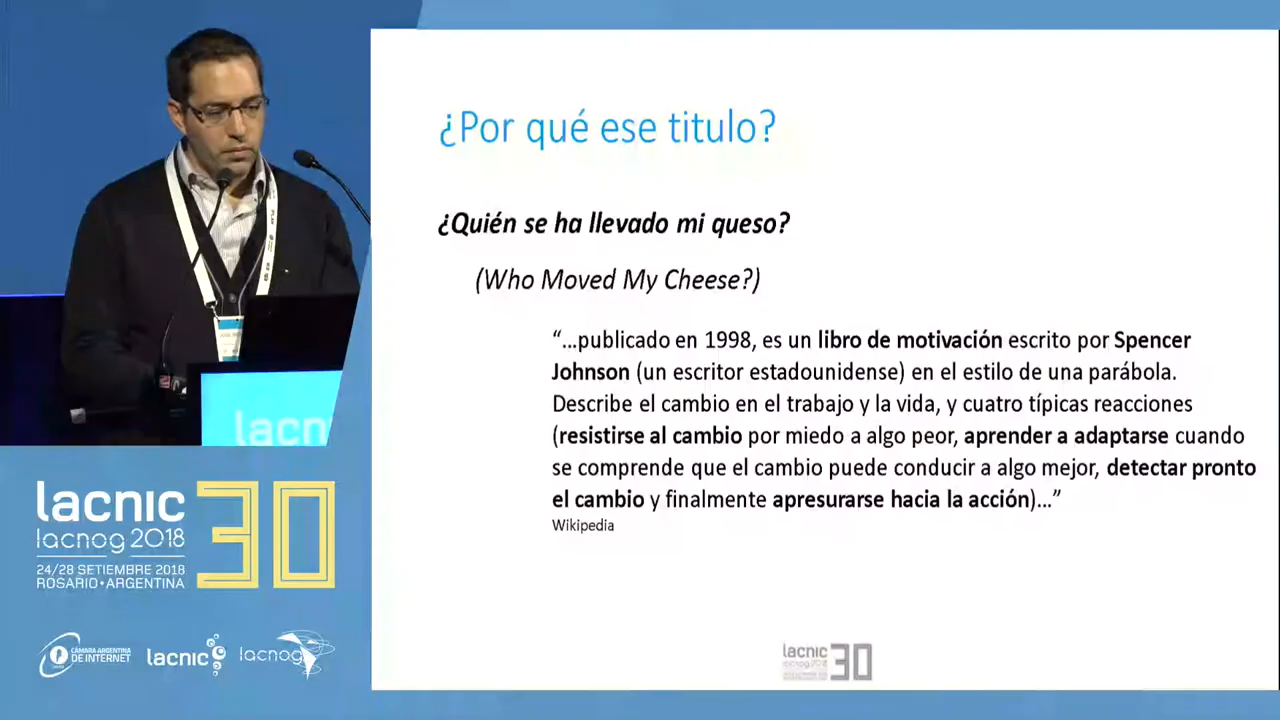 ¿Por qué ese titulo?
¿Quién se ha llevado mi queso?
(Who Moved My Cheese?)
“...publicado en 1998, es un libro de motivación escrito por Spencer
Johnson (un escritor estadounidense) en el estilo de una parábola.
Describe el cambio en el trabajo y la vida, y cuatro típicas reacciones
(resistirse al cambio por miedo a algo peor, aprender a adaptarse cuando
se comprende que el cambio puede conducir a algo mejor, detectar pronto
el cambio y finalmente apresurarse hacia la acción)...”
Wikipedia
lacnic
lacnog 2018
30
24/28 SETIEMBRE 2018
ROSARIO•ARGENTINA
CÁMARA ARGENTINA
DE INTERNET
lacnic
lacnog
lacn
lacnic
lacnog 2018
30